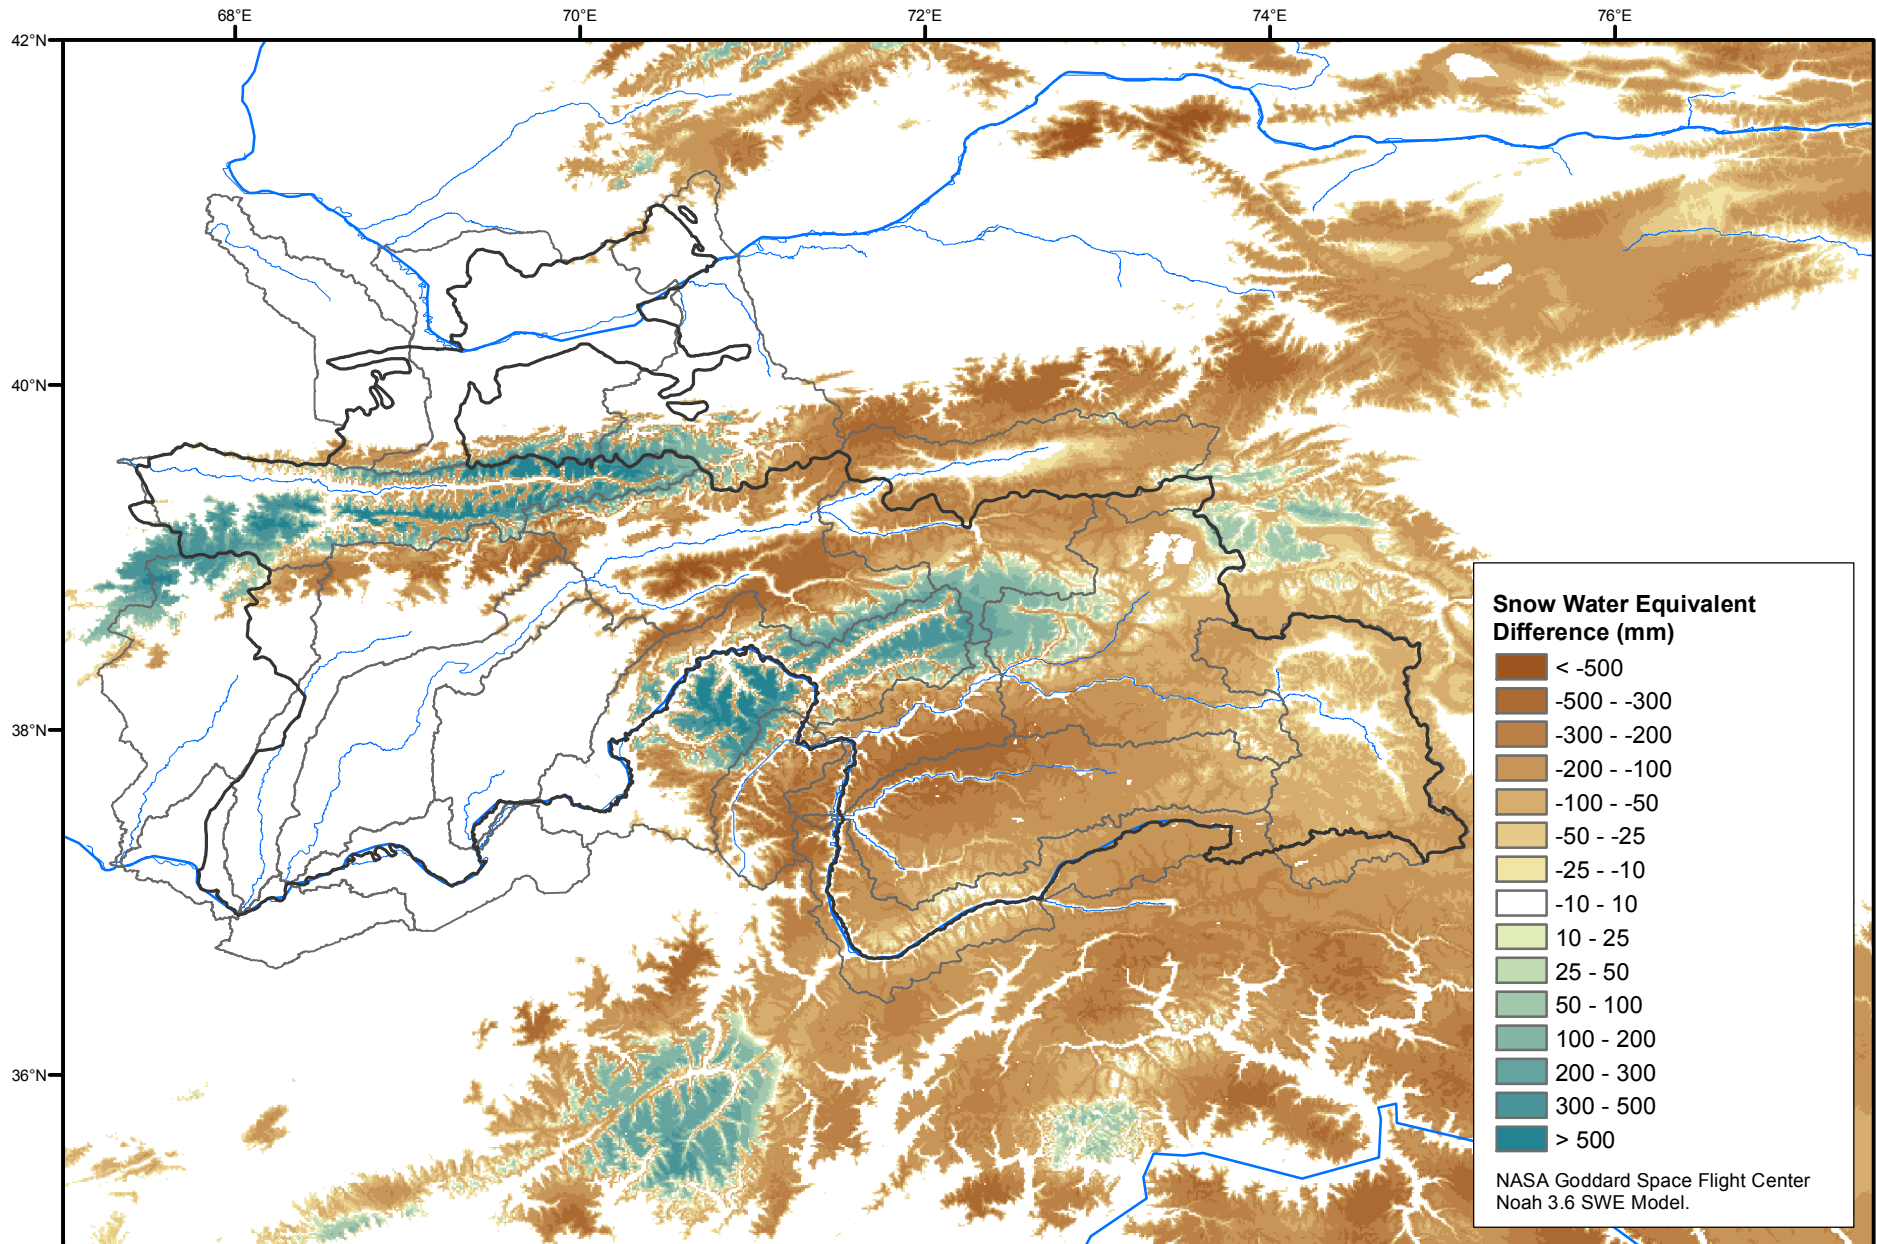 68°E 70°E 72°E 74°E 76°E
42°N
40°N
38°N
36°N
Snow Water Equivalent
Difference (mm)
< -500
-500 - -300
-300 - -200
-200 - -100
-100 - -50
-50 - -25
-25 - -10
-10 - 10
10 - 25
25 - 50
50 - 100
100 - 200
200 - 300
300 - 500
> 500
NASA Goddard Space Flight Center
Noah 3.6 SWE Model.